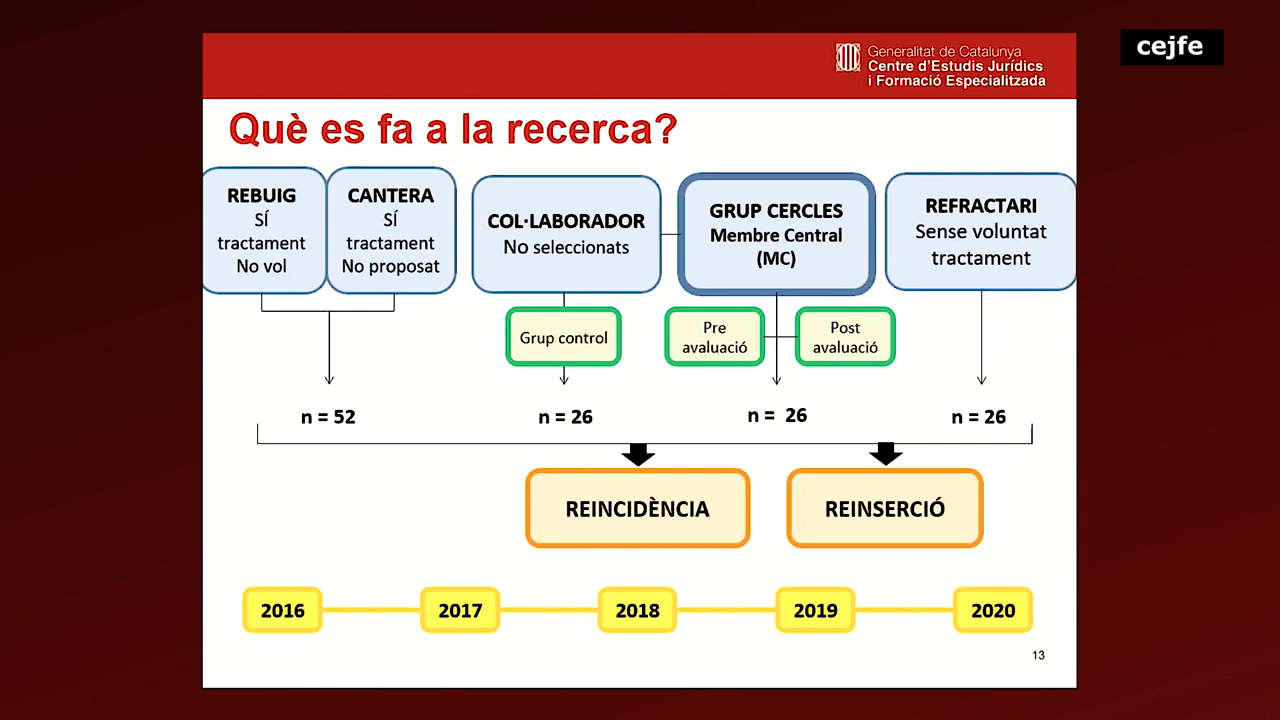 cejfe
Generalitat de Catalunya
Centre d'Estudis Jurídics
i Formació Especialitzada
Què es fa a la recerca?
REBUIG
SÍ
tractament
No vol
CANTERA
SÍ
tractament
No proposat
COL·LABORADOR
No seleccionats
GRUP CERCLES
Membre Central
(MC)
REFRACTARI
Sense voluntat
tractament
Grup control
Pre
avaluació
Post
avaluació
n = 52
n = 26
n = 26
n = 26
REINCIDÈNCIA
REINSERCIÓ
2016
2017
2018
2019
2020
13